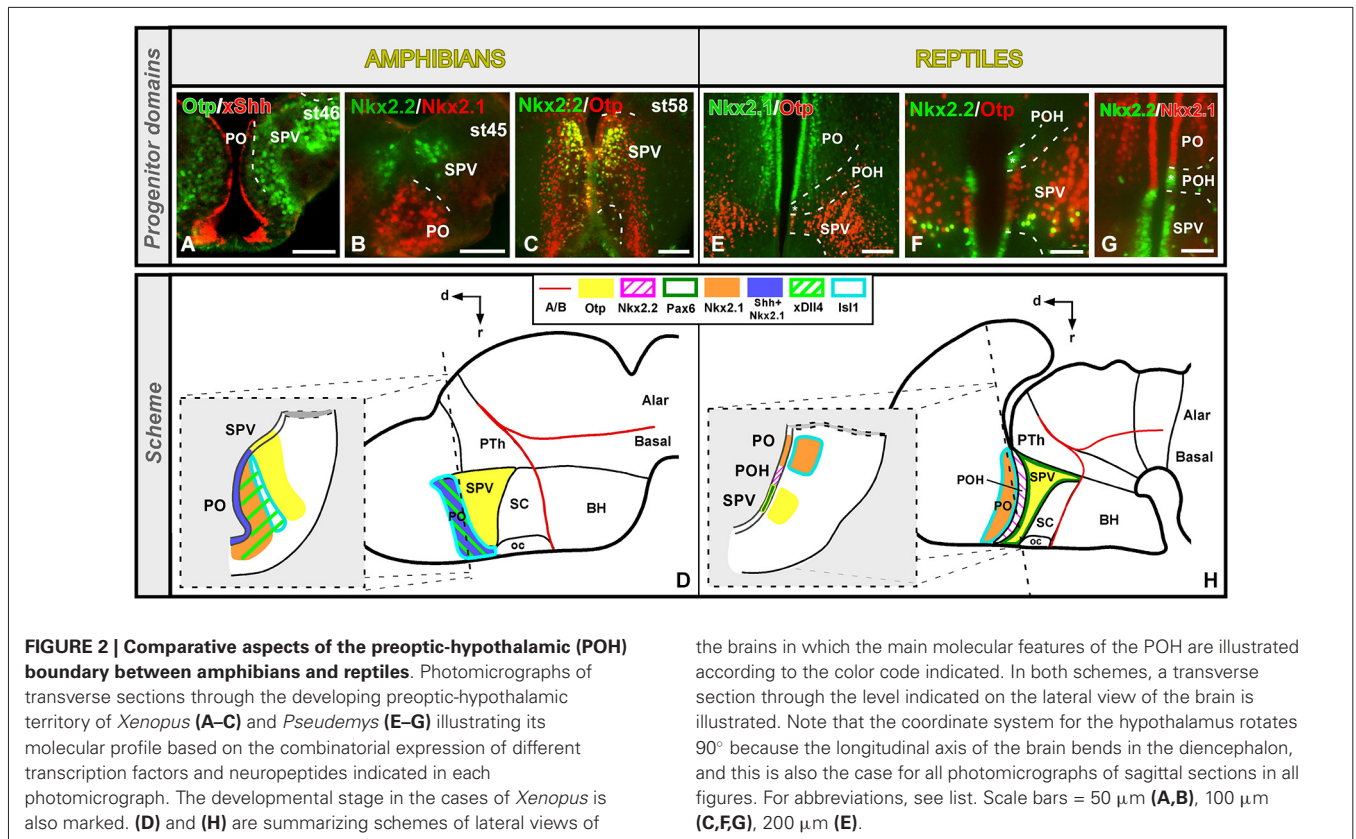 AMPHIBIANS
REPTILES
Progenitor domains
Otp/xShh
st46
PO
SPV
A
Nkx2.2/Nkx2.1
st45
SPV
PO
B
Nkx2.2/Otp
st58
SPV
C
Nkx2.1/Otp
PO
POH
*
SPV
E
Nkx2.2/Otp
POH
*
SPV
F
Nkx2.2/Nkx2.1
PO
POH
*
SPV
G
Scheme
A/B
Otp
Nkx2.2
Pax6
Nkx2.1
Shh+
Nkx2.1
xDll4
Isl1
d
r
SPV
PO
Alar
Basal
PTh
SPV
PO
SC
BH
oc
D
d
r
PO
POH
SPV
Alar
Basal
PTh
POH
SPV
PO
SC
BH
oc
H
FIGURE 2 | Comparative aspects of the preoptic-hypothalamic (POH)
boundary between amphibians and reptiles. Photomicrographs of
transverse sections through the developing preoptic-hypothalamic
territory of Xenopus (A–C) and Pseudemys (E–G) illustrating its
molecular profile based on the combinatorial expression of different
transcription factors and neuropeptides indicated in each
photomicrograph. The developmental stage in the cases of Xenopus is
also marked. (D) and (H) are summarizing schemes of lateral views of
the brains in which the main molecular features of the POH are illustrated
according to the color code indicated. In both schemes, a transverse
section through the level indicated on the lateral view of the brain is
illustrated. Note that the coordinate system for the hypothalamus rotates
90° because the longitudinal axis of the brain bends in the diencephalon,
and this is also the case for all photomicrographs of sagittal sections in all
figures. For abbreviations, see list. Scale bars = 50 μm (A,B), 100 μm
(C,F,G), 200 μm (E).